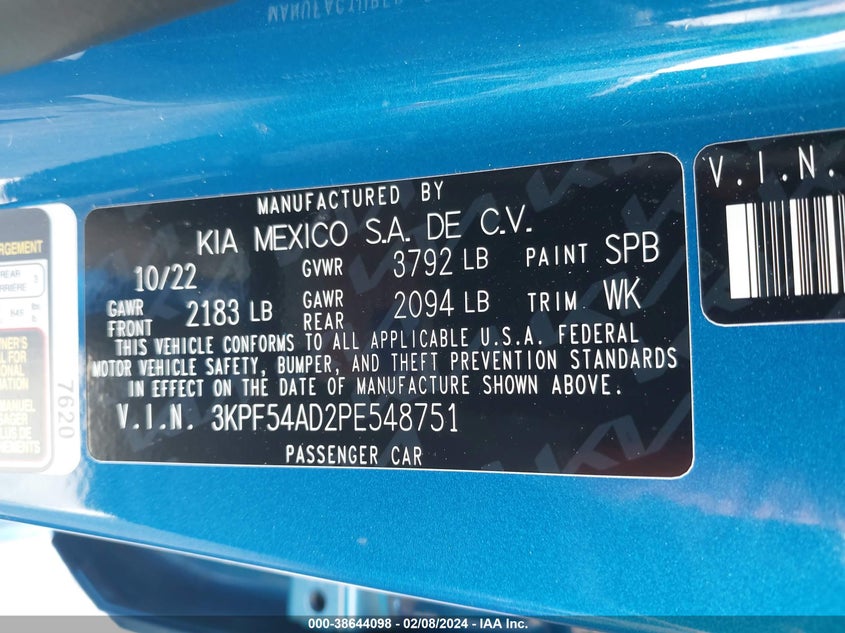 MANUFACTURED BY
KIA MEXICO S.A. DE C.V.
10/22 GVWR 3792 LB PAINT SPB
GAWR FRONT 2183 LB GAWR REAR 2094 LB TRIM WK
THIS VEHICLE CONFORMS TO ALL APPLICABLE U.S.A. FEDERAL
MOTOR VEHICLE SAFETY, BUMPER, AND THEFT PREVENTION STANDARDS
IN EFFECT ON THE DATE OF MANUFACTURE SHOWN ABOVE.
V.I.N. 3KPF54AD2PE548751
PASSENGER CAR
V.I.N.
7620
MANUEL
PLUS DE
000-38644098 - 02/08/2024 - IAA Inc.